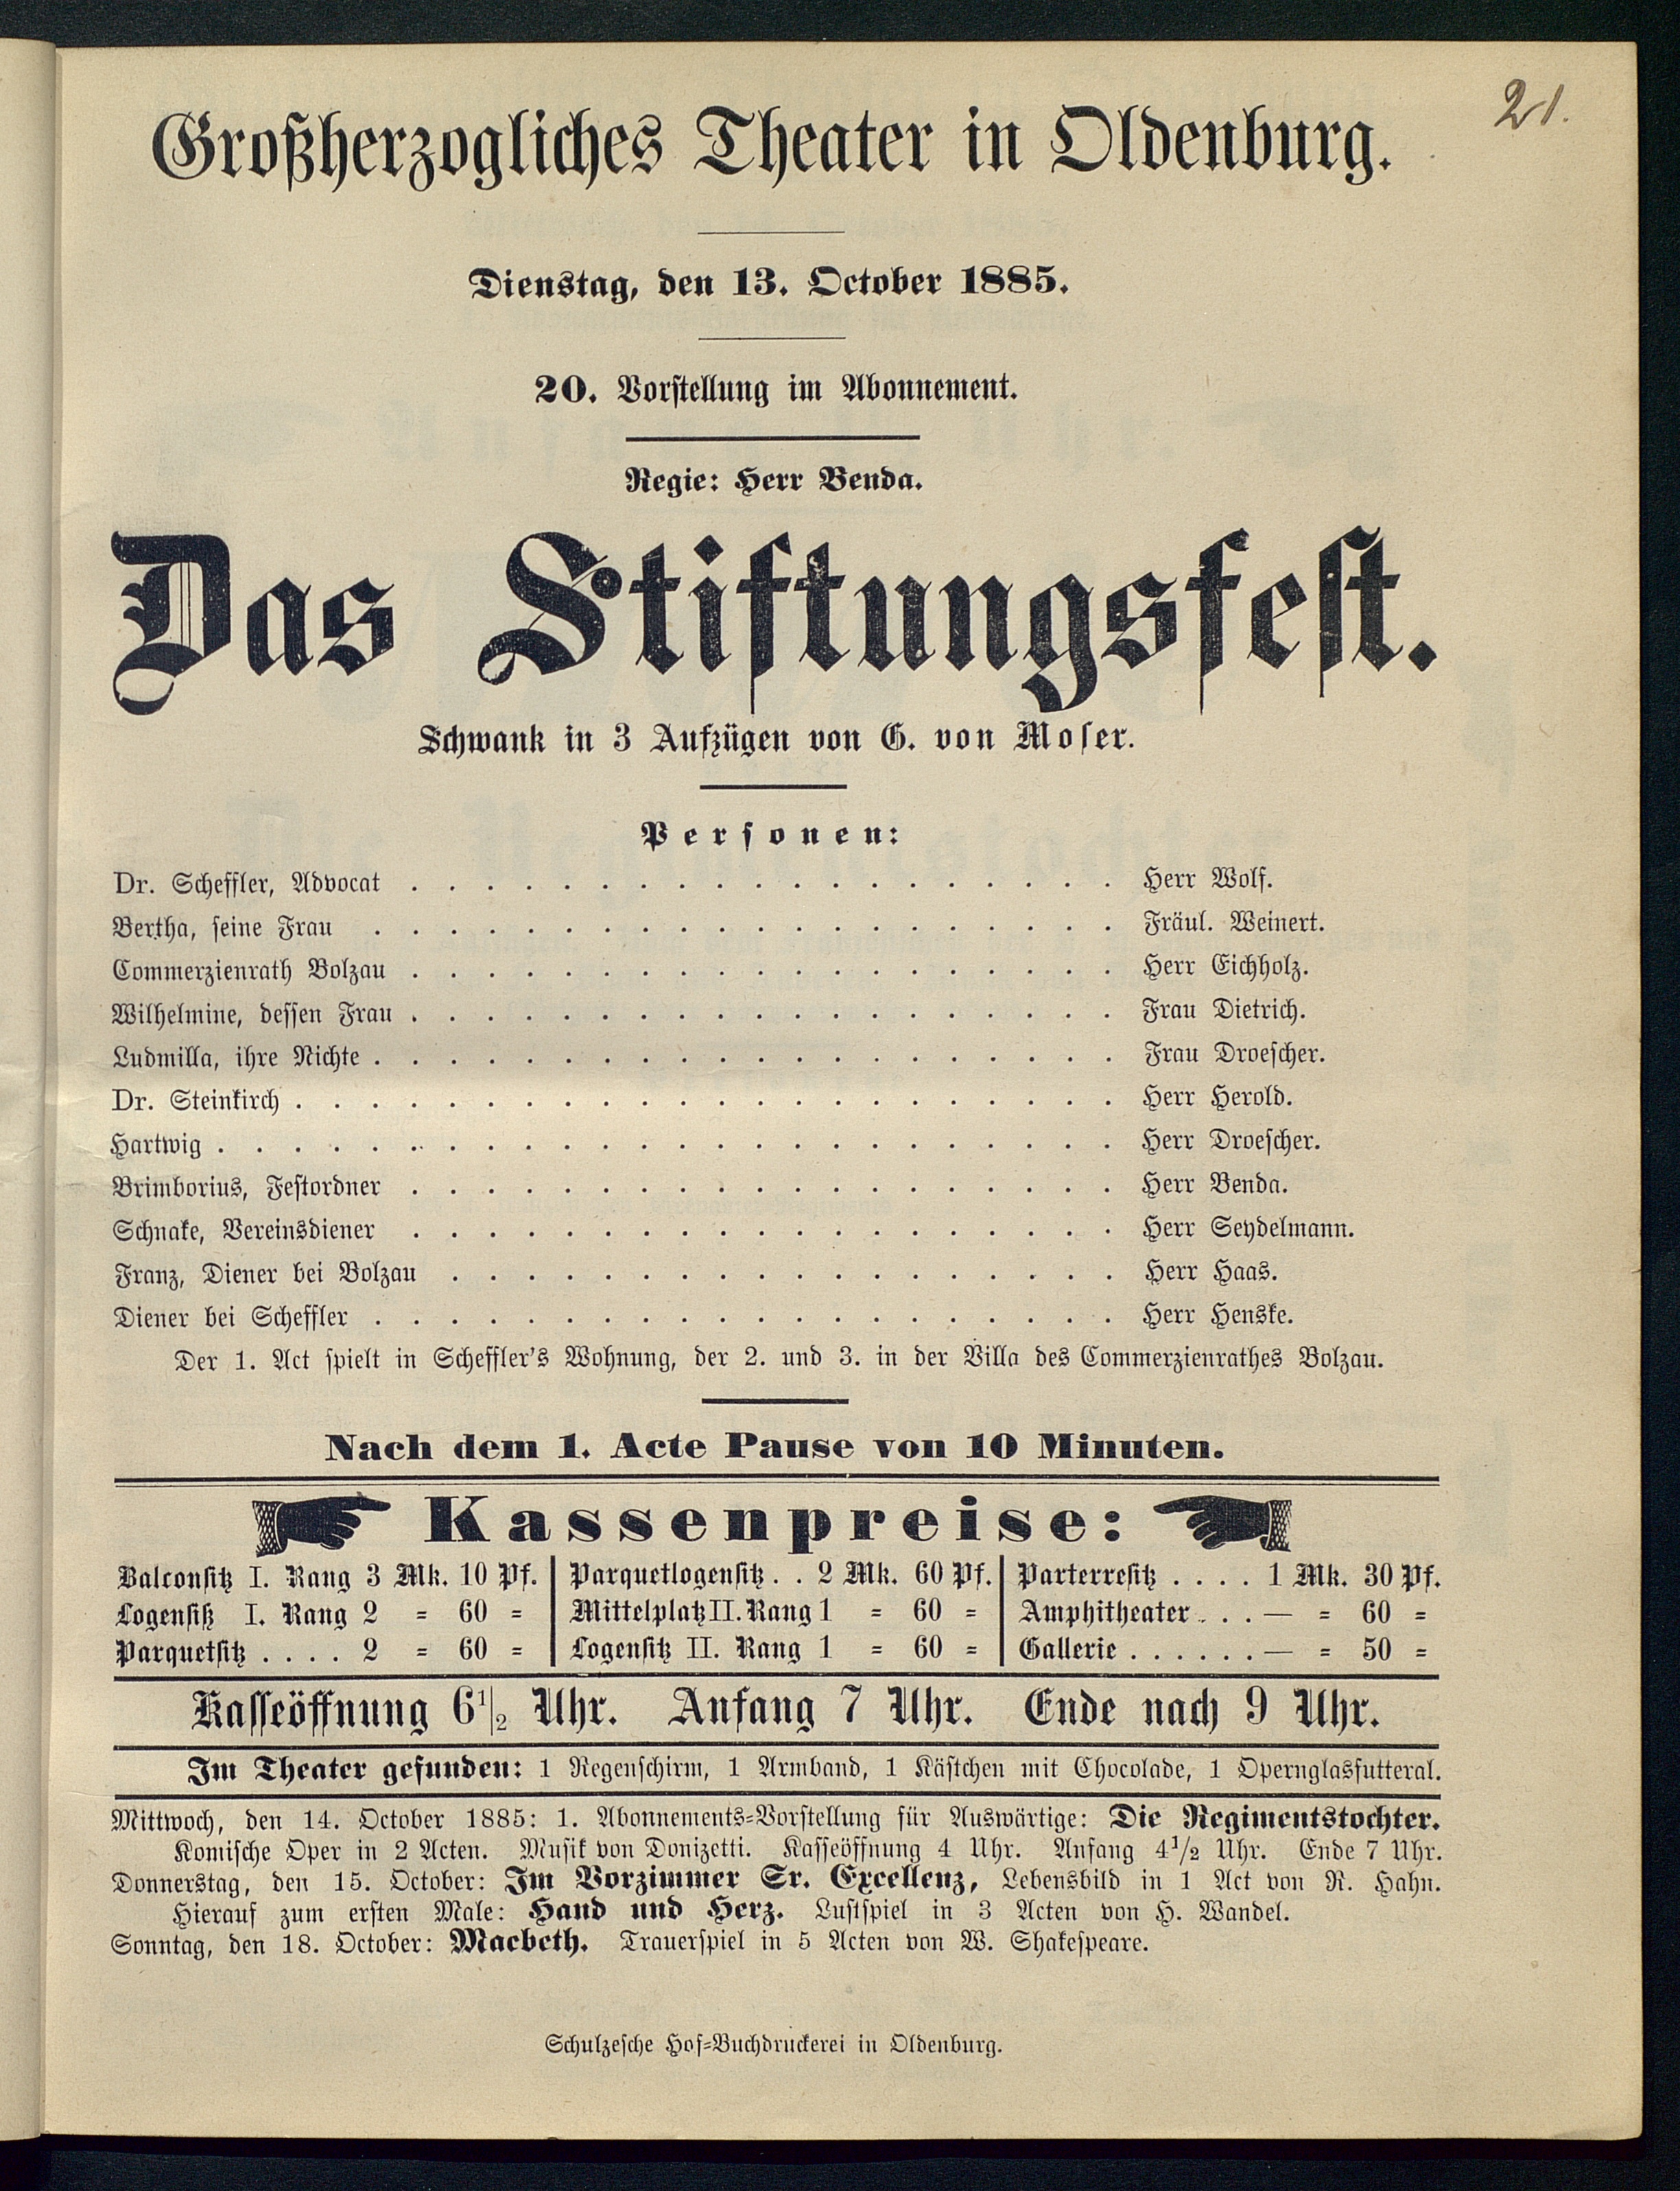 21.
Großherzogliches Theater in Oldenburg.
Dienstag, den 13. October 1885.
20. Vorstellung im Abonnement.
Regie: Herr Benda.
Das Stiftungsfest.
Schwank in 3 Aufzügen von G. von Moser.
Personen:
Dr. Scheffler, Advocat . . . . . . . . . . . . . . . . . . . Herr Wolf.
Bertha, seine Frau . . . . . . . . . . . . . . . . . . . . Fräul. Weinert.
Commerzienrath Bolzau . . . . . . . . . . . . . . . . . . . Herr Eichholz.
Wilhelmine, dessen Frau . . . . . . . . . . . . . . . . . . . Frau Dietrich.
Ludmilla, ihre Nichte . . . . . . . . . . . . . . . . . . . . Frau Droescher.
Dr. Steinkirch . . . . . . . . . . . . . . . . . . . . . . Herr Herold.
Hartwig . . . . . . . . . . . . . . . . . . . . . . . . Herr Droescher.
Brimborius, Festordner . . . . . . . . . . . . . . . . . . . Herr Benda.
Schnake, Vereinsdiener . . . . . . . . . . . . . . . . . . . Herr Seydelmann.
Franz, Diener bei Bolzau . . . . . . . . . . . . . . . . . . Herr Haas.
Diener bei Scheffler . . . . . . . . . . . . . . . . . . . . Herr Henske.
Der 1. Act spielt in Scheffler's Wohnung, der 2. und 3. in der Villa des Commerzienrathes Bolzau.
Nach dem 1. Acte Pause von 10 Minuten.
Kassenpreise:
Balconsitz I. Rang 3 Mk. 10 Pf. Parquetlogensitz . . 2 Mk. 60 Pf. Parterresitz . . . . 1 Mk. 30 Pf.
Logensitz I. Rang 2 = 60 = Mittelplatz II. Rang 1 = 60 = Amphitheater . . . — = 60 =
Parquetsitz . . . . 2 = 60 = Logensitz II. Rang 1 = 60 = Gallerie . . . . . . — = 50 =
Kasseöffnung 6½ Uhr. Anfang 7 Uhr. Ende nach 9 Uhr.
Im Theater gefunden: 1 Regenschirm, 1 Armband, 1 Kästchen mit Chocolade, 1 Opernglasfutteral.
Mittwoch, den 14. October 1885: 1. Abonnements=Vorstellung für Auswärtige: Die Regimentstochter.
Komische Oper in 2 Acten. Musik von Donizetti. Kasseöffnung 4 Uhr. Anfang 4½ Uhr. Ende 7 Uhr.
Donnerstag, den 15. October: Im Vorzimmer Sr. Excellenz, Lebensbild in 1 Act von R. Hahn.
Hierauf zum ersten Male: Hand und Herz. Lustspiel in 3 Acten von H. Wandel.
Sonntag, den 18. October: Macbeth. Trauerspiel in 5 Acten von W. Shakespeare.
Schulzesche Hof=Buchdruckerei in Oldenburg.